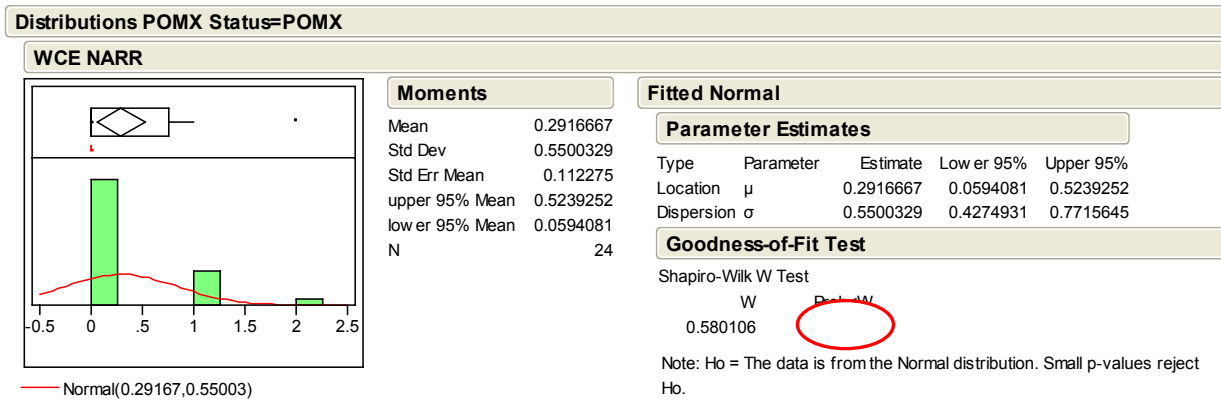 Distributions POMX Status=POMX
WCE NARR
-0.5 0 .5 1 1.5 2 2.5
Normal(0.29167,0.55003)
Moments
Mean 0.2916667
Std Dev 0.5500329
Std Err Mean 0.112275
upper 95% Mean 0.5239252
lower 95% Mean 0.0594081
N 24
Fitted Normal
Parameter Estimates
Type Parameter Estimate Lower 95% Upper 95%
Location μ 0.2916667 0.0594081 0.5239252
Dispersion σ 0.5500329 0.4274931 0.7715645
Goodness-of-Fit Test
Shapiro-Wilk W Test
W
0.580106
Note: Ho = The data is from the Normal distribution. Small p-values reject
Ho.